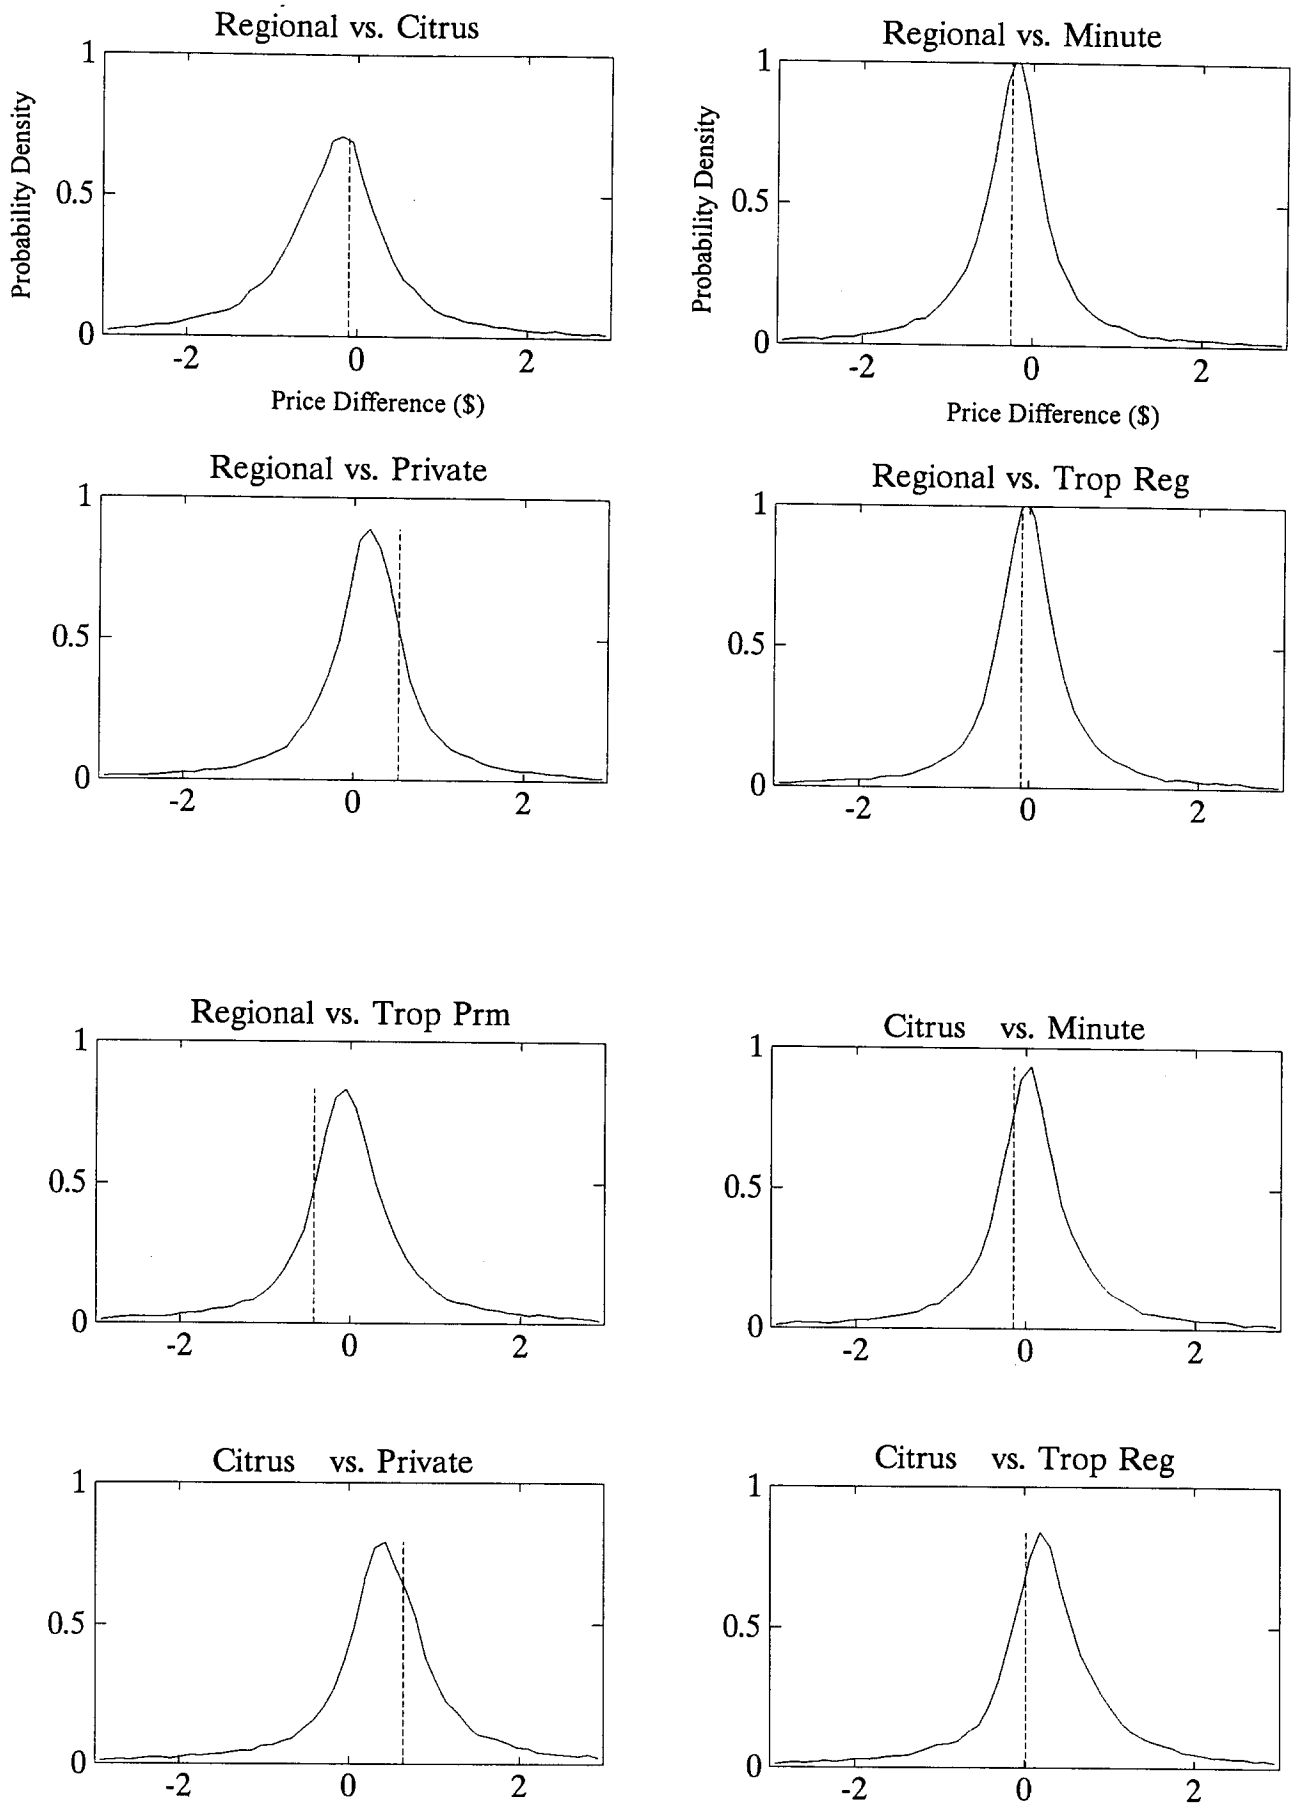 Regional vs. Citrus
1
0.5
0
Probability Density
-2 0 2
Price Difference ($)
Regional vs. Minute
1
0.5
0
Probability Density
-2 0 2
Price Difference ($)
Regional vs. Private
1
0.5
0
-2 0 2
Regional vs. Trop Reg
1
0.5
0
-2 0 2
Regional vs. Trop Prm
1
0.5
0
-2 0 2
Citrus vs. Minute
1
0.5
0
-2 0 2
Citrus vs. Private
1
0.5
0
-2 0 2
Citrus vs. Trop Reg
1
0.5
0
-2 0 2